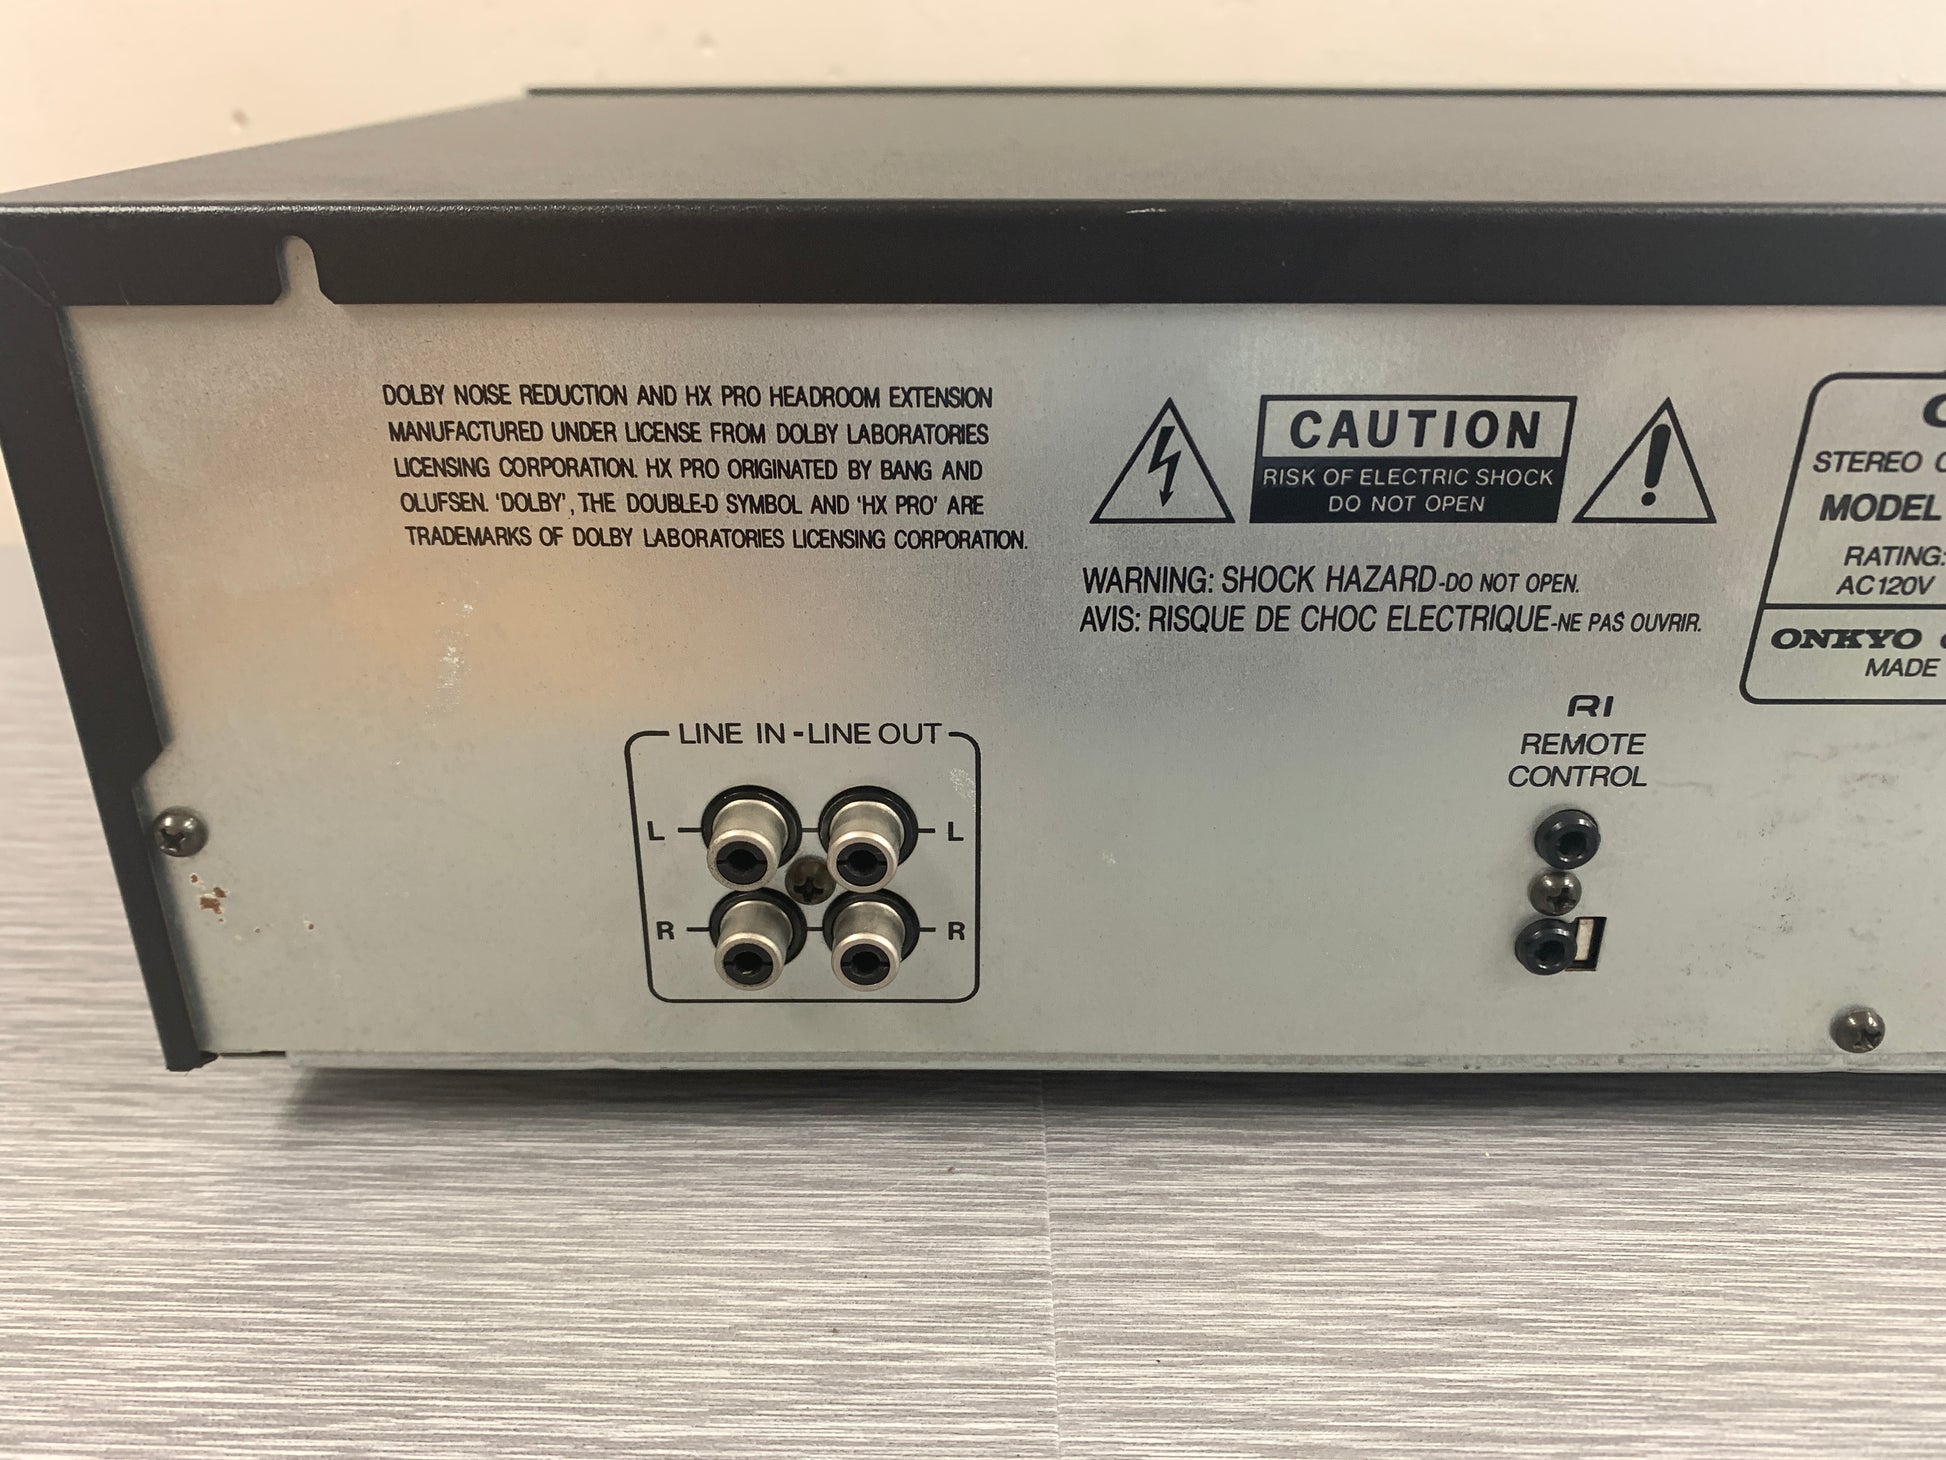 DOLBY NOISE REDUCTION AND HX PRO HEADROOM EXTENSION
MANUFACTURED UNDER LICENSE FROM DOLBY LABORATORIES
LICENSING CORPORATION. HX PRO ORIGINATED BY BANG AND
OLUFSEN. 'DOLBY', THE DOUBLE-D SYMBOL AND 'HX PRO' ARE
TRADEMARKS OF DOLBY LABORATORIES LICENSING CORPORATION.
CAUTION
RISK OF ELECTRIC SHOCK
DO NOT OPEN
WARNING: SHOCK HAZARD-DO NOT OPEN.
AVIS: RISQUE DE CHOC ELECTRIQUE-NE PAS OUVRIR.
STEREO
MODEL
RATING:
AC120V
ONKYO
MADE
LINE IN - LINE OUT
L L
R R
RI
REMOTE
CONTROL